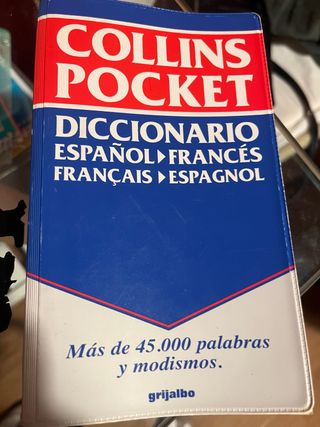 COLLINS
POCKET
DICCIONARIO
ESPAÑOL▸FRANCÉS
FRANÇAIS▸ESPAGNOL
Más de 45.000 palabras
y modismos.
grijalbo